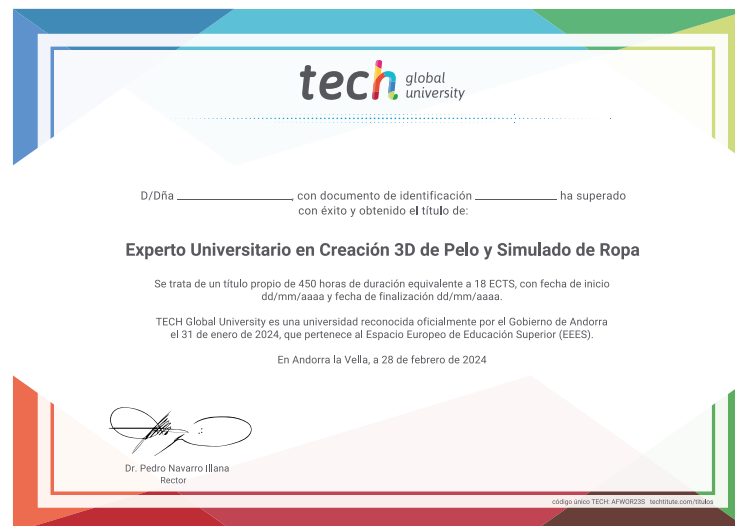 tech global university
D/Dña ______________, con documento de identificación ______________ ha superado
con éxito y obtenido el título de:
Experto Universitario en Creación 3D de Pelo y Simulado de Ropa
Se trata de un título propio de 450 horas de duración equivalente a 18 ECTS, con fecha de inicio
dd/mm/aaaa y fecha de finalización dd/mm/aaaa.
TECH Global University es una universidad reconocida oficialmente por el Gobierno de Andorra
el 31 de enero de 2024, que pertenece al Espacio Europeo de Educación Superior (EEES).
En Andorra la Vella, a 28 de febrero de 2024
Dr. Pedro Navarro Illana
Rector
código único TECH: AFWOR23S techtitute.com/titulos